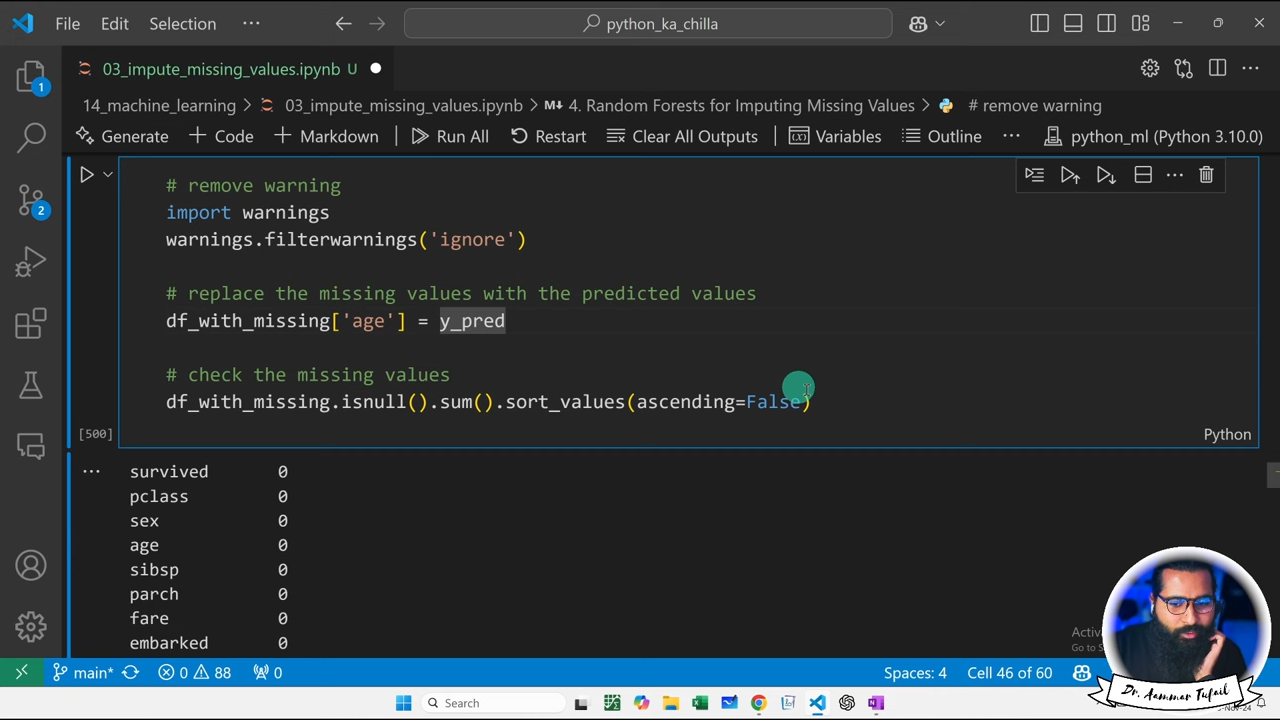 File Edit Selection ··· python_ka_chilla
03_impute_missing_values.ipynb U
14_machine_learning > 03_impute_missing_values.ipynb > M↓ 4. Random Forests for Imputing Missing Values > # remove warning
Generate + Code + Markdown | Run All Restart Clear All Outputs | Variables Outline ··· python_ml (Python 3.10.0)
# remove warning
import warnings
warnings.filterwarnings('ignore')
# replace the missing values with the predicted values
df_with_missing['age'] = y_pred
# check the missing values
df_with_missing.isnull().sum().sort_values(ascending=False)
[500] Python
··· survived 0
pclass 0
sex 0
age 0
sibsp 0
parch 0
fare 0
embarked 0
1
2
main* 0 88 0 Spaces: 4 Cell 46 of 60
Search
Dr. Aammar Tufail